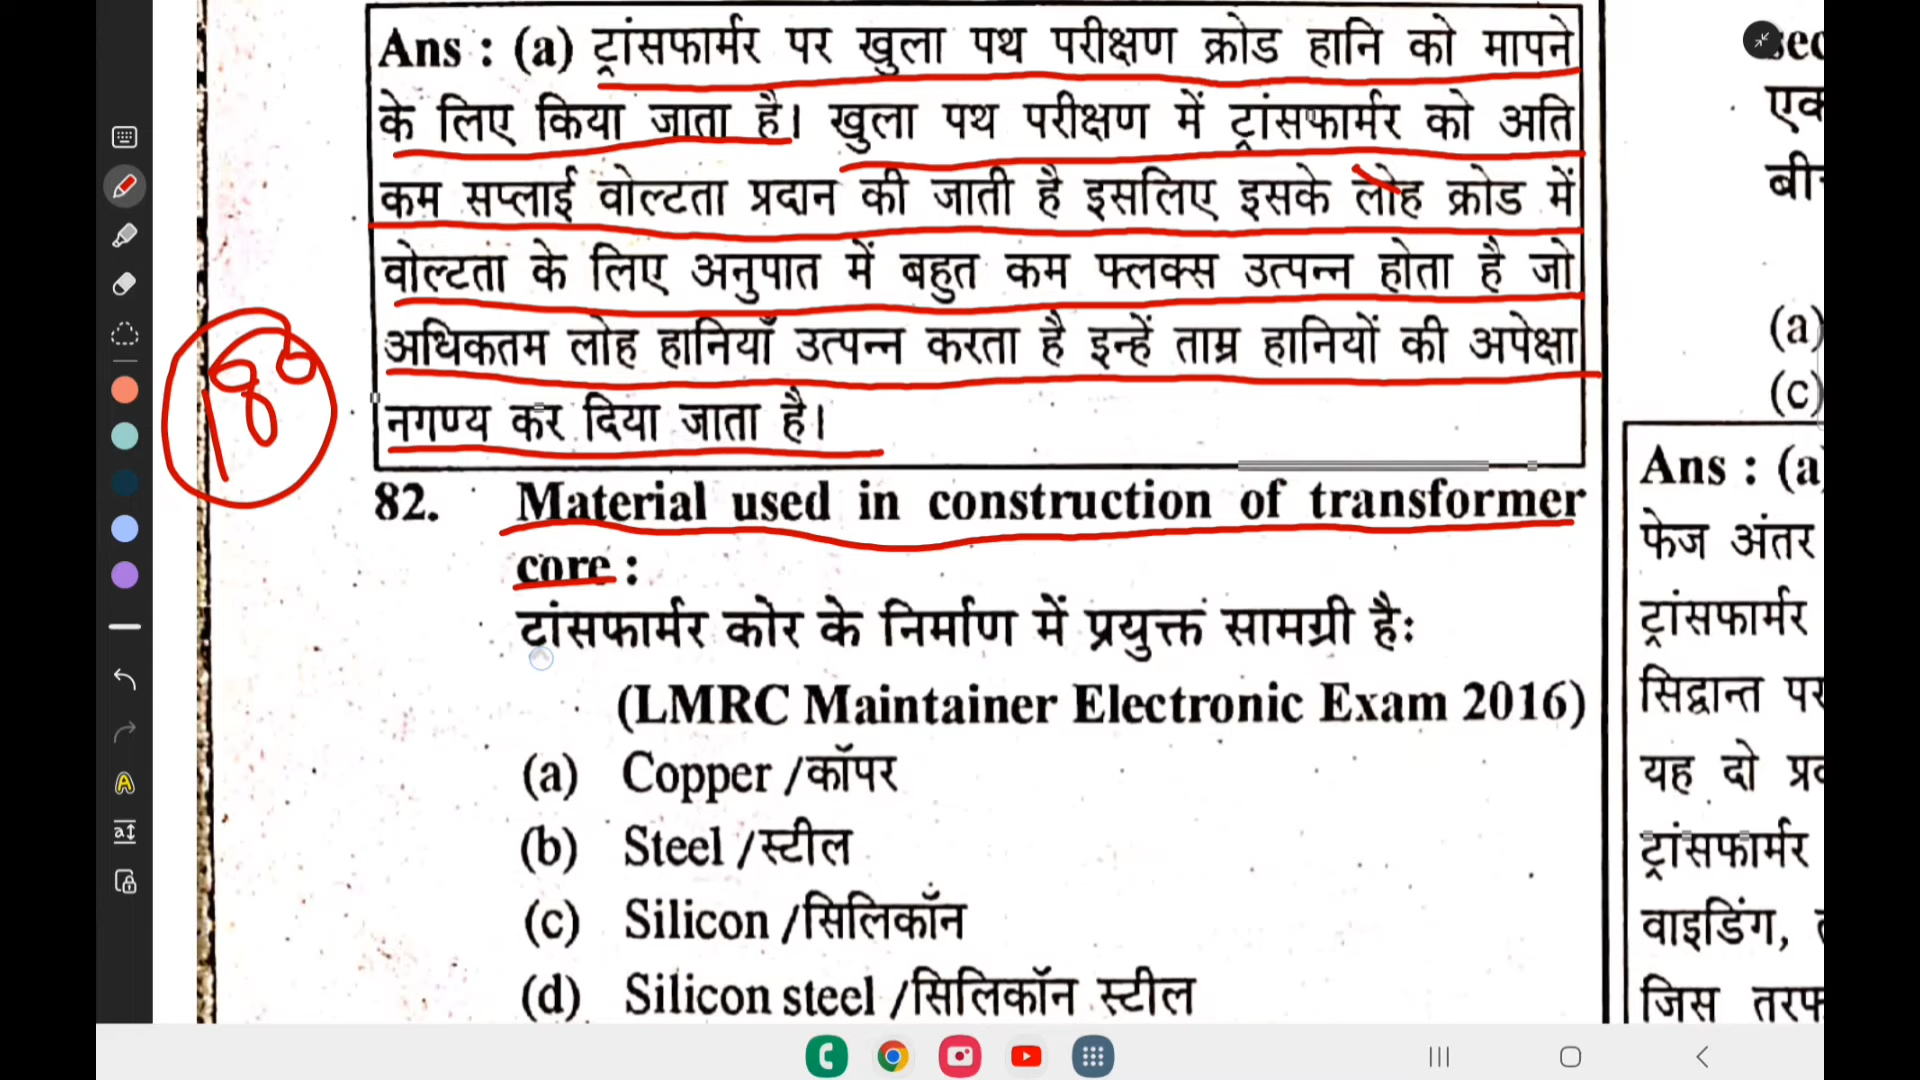 Ans : (a) ट्रांसफार्मर पर खुला पथ परीक्षण क्रोड हानि को मापने
के लिए किया जाता है। खुला पथ परीक्षण में ट्रांसफार्मर को अति
कम सप्लाई वोल्टता प्रदान की जाती है इसलिए इसके लोह क्रोड में
वोल्टता के लिए अनुपात में बहुत कम फ्लक्स उत्पन्न होता है जो
अधिकतम लोह हानियाँ उत्पन्न करता है इन्हें ताम्र हानियों की अपेक्षा
नगण्य कर दिया जाता है।
82. Material used in construction of transformer
core :
टांसफार्मर कोर के निर्माण में प्रयुक्त सामग्री हैः
(LMRC Maintainer Electronic Exam 2016)
(a) Copper /कॉपर
(b) Steel /स्टील
(c) Silicon /सिलिकॉन
(d) Silicon steel /सिलिकॉन स्टील
sec
एक
(a)
(c)
Ans : (a)
फेज अंतर
ट्रांसफार्मर
सिद्वान्त पर
यह दो
ट्रांसफार्मर
वाइडिंग,
जिस तरफ